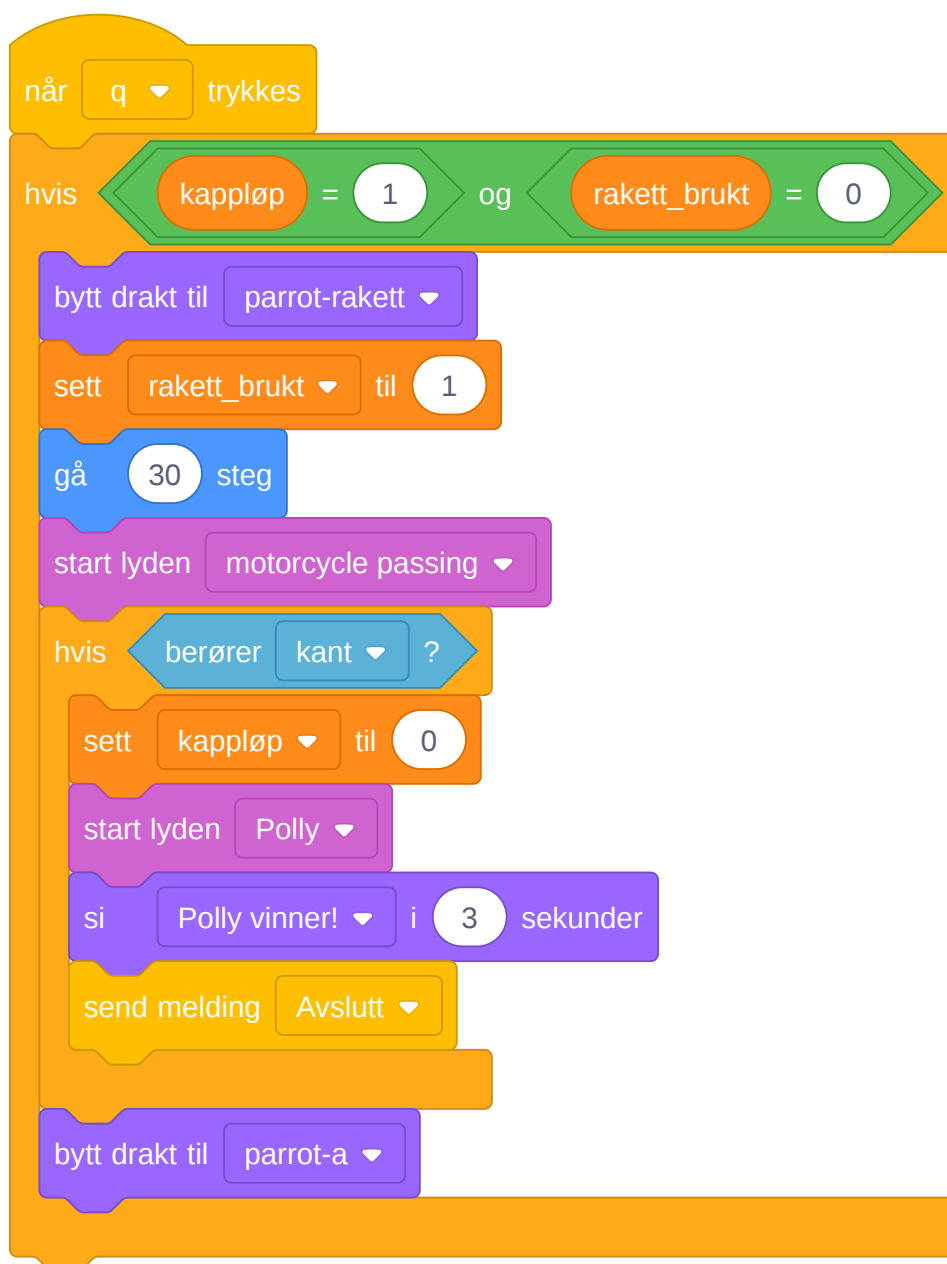 når q trykkes
hvis kappløp = 1 og rakett_brukt = 0
bytt drakt til parrot-rakett
sett rakett_brukt til 1
gå 30 steg
start lyden motorcycle passing
hvis berører kant ?
sett kappløp til 0
start lyden Polly
si Polly vinner! i 3 sekunder
send melding Avslutt
bytt drakt til parrot-a